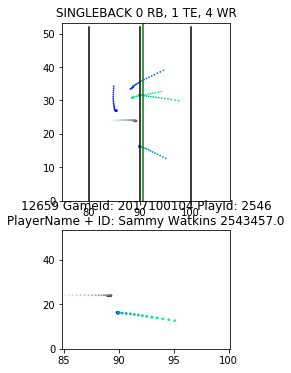 SINGLEBACK 0 RB, 1 TE, 4 WR
50
40
30
20
10
0
80 90 100
12659 GameId: 2017100104 PlayId: 2546
PlayerName + ID: Sammy Watkins 2543457.0
40
20
0
85 90 95 100